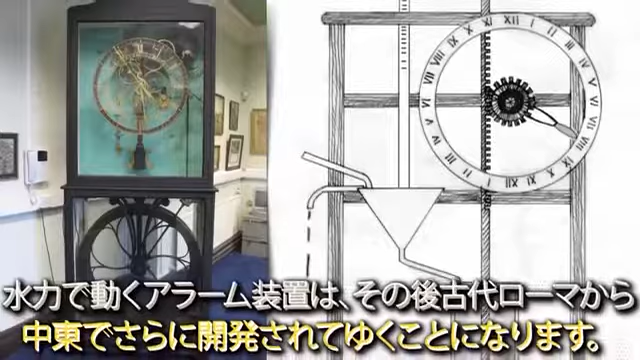 水力で動くアラーム装置は、その後古代ローマから
中東でさらに開発されてゆくことになります。